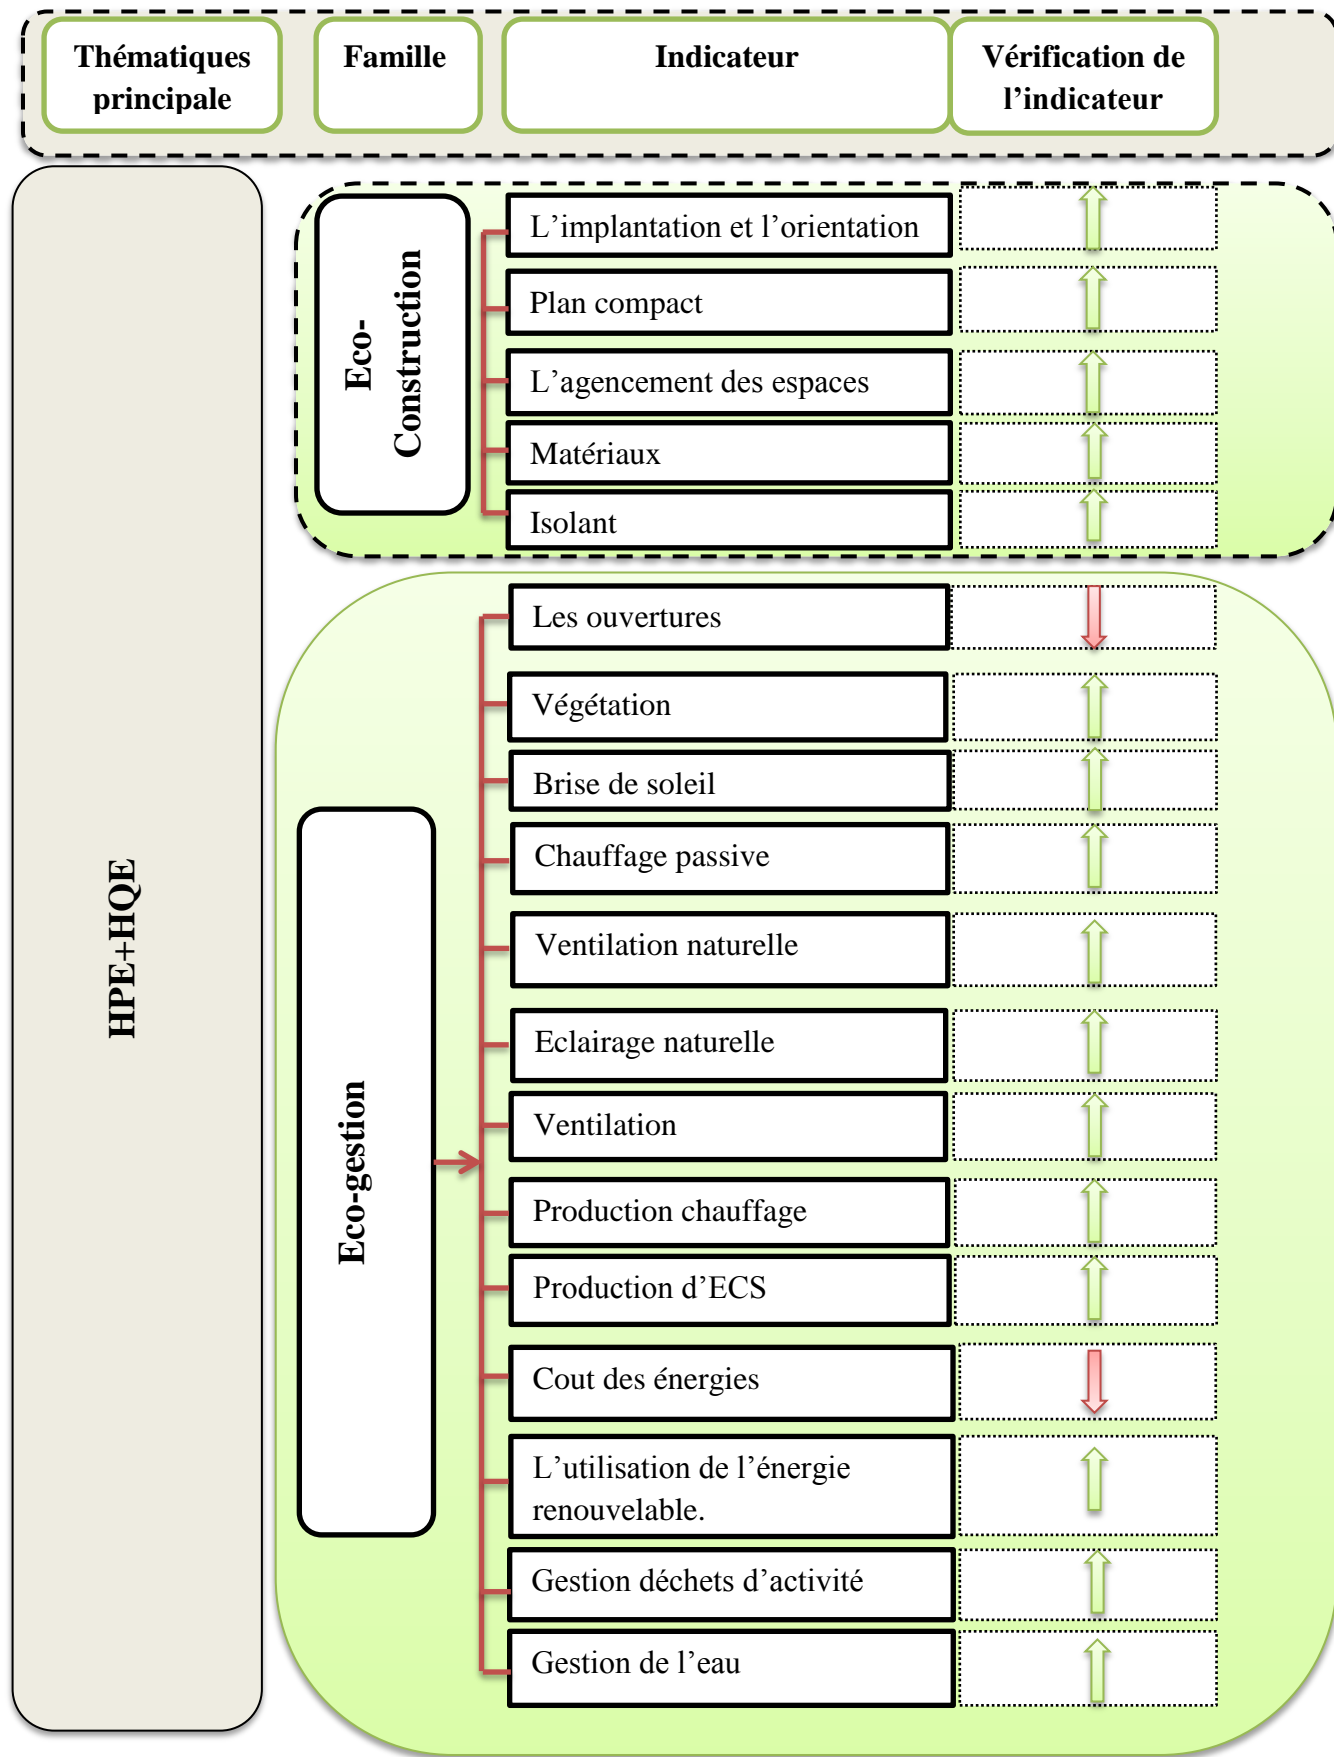 Thématiques
principale
Famille
Indicateur
Vérification de
l’indicateur
HPE+HQE
Eco-
Construction
L’implantation et l’orientation
Plan compact
L’agencement des espaces
Matériaux
Isolant
Eco-gestion
Les ouvertures
Végétation
Brise de soleil
Chauffage passive
Ventilation naturelle
Eclairage naturelle
Ventilation
Production chauffage
Production d’ECS
Cout des énergies
L’utilisation de l’énergie
renouvelable.
Gestion déchets d’activité
Gestion de l’eau